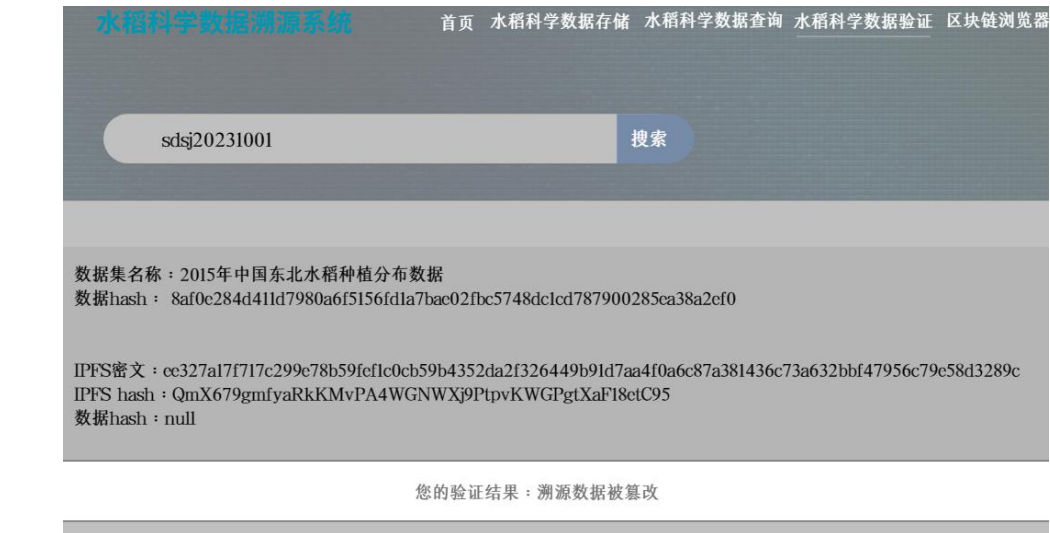 水稻科学数据溯源系统
首页 水稻科学数据存储 水稻科学数据查询 水稻科学数据验证 区块链浏览器
sdsj20231001 搜索
数据集名称：2015年中国东北水稻种植分布数据
数据hash： 8af0e284d411d7980a6f5156fd1a7bae02fbc5748dc1cd787900285ea38a2ef0
IPFS密文：ee327a17f717c299e78b59fef1c0cb59b4352da2f326449b91d7aa4f0a6c87a381436c73a632bbf47956c79e58d3289c
IPFS hash：QmX679gmfyaRkKMvPA4WGNWXj9PtpvKWGPgtXaF18etC95
数据hash：null
您的验证结果：溯源数据被篡改